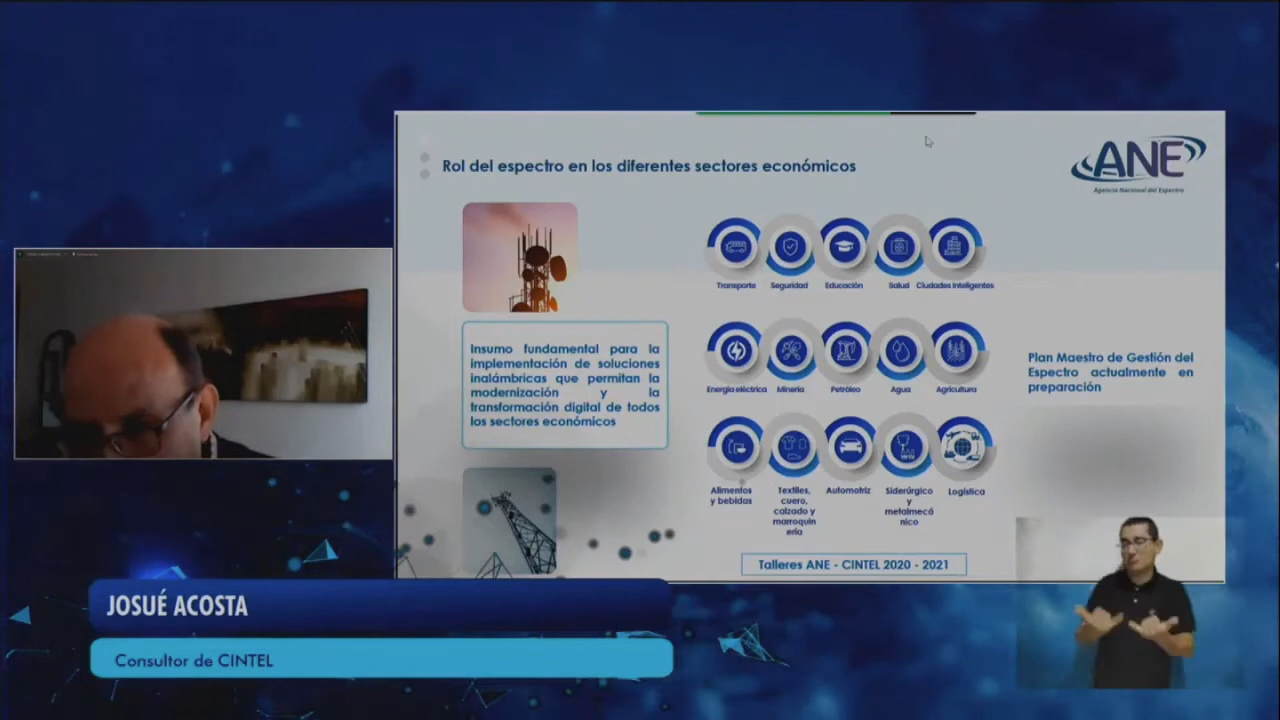 Rol del espectro en los diferentes sectores económicos
ANE
Agencia Nacional del Espectro
Transporte
Seguridad
Educación
Salud
Ciudades Inteligentes
Insumo fundamental para la
implementación de soluciones
inalámbricas que permitan la
modernización y la
transformación digital de todos
los sectores económicos
Energía eléctrica
Minería
Petróleo
Agua
Agricultura
Plan Maestro de Gestión del
Espectro actualmente en
preparación
Alimentos
y bebidas
Textiles,
cuero,
calzado y
marroquin
ería
Automotriz
Siderúrgico
y
metalmecá
nico
Logística
Talleres ANE - CINTEL 2020 - 2021
JOSUÉ ACOSTA
Consultor de CINTEL